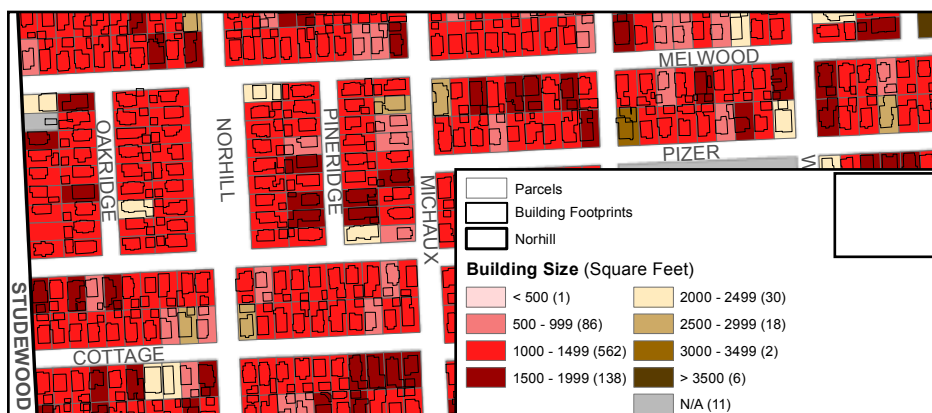 MELWOOD
PIZER
W
OAKRIDGE
NORHILL
PINERIDGE
MICHAUX
STUDEWOOD
COTTAGE
Parcels
Building Footprints
Norhill
Building Size (Square Feet)
< 500 (1)
500 - 999 (86)
1000 - 1499 (562)
1500 - 1999 (138)
2000 - 2499 (30)
2500 - 2999 (18)
3000 - 3499 (2)
> 3500 (6)
N/A (11)